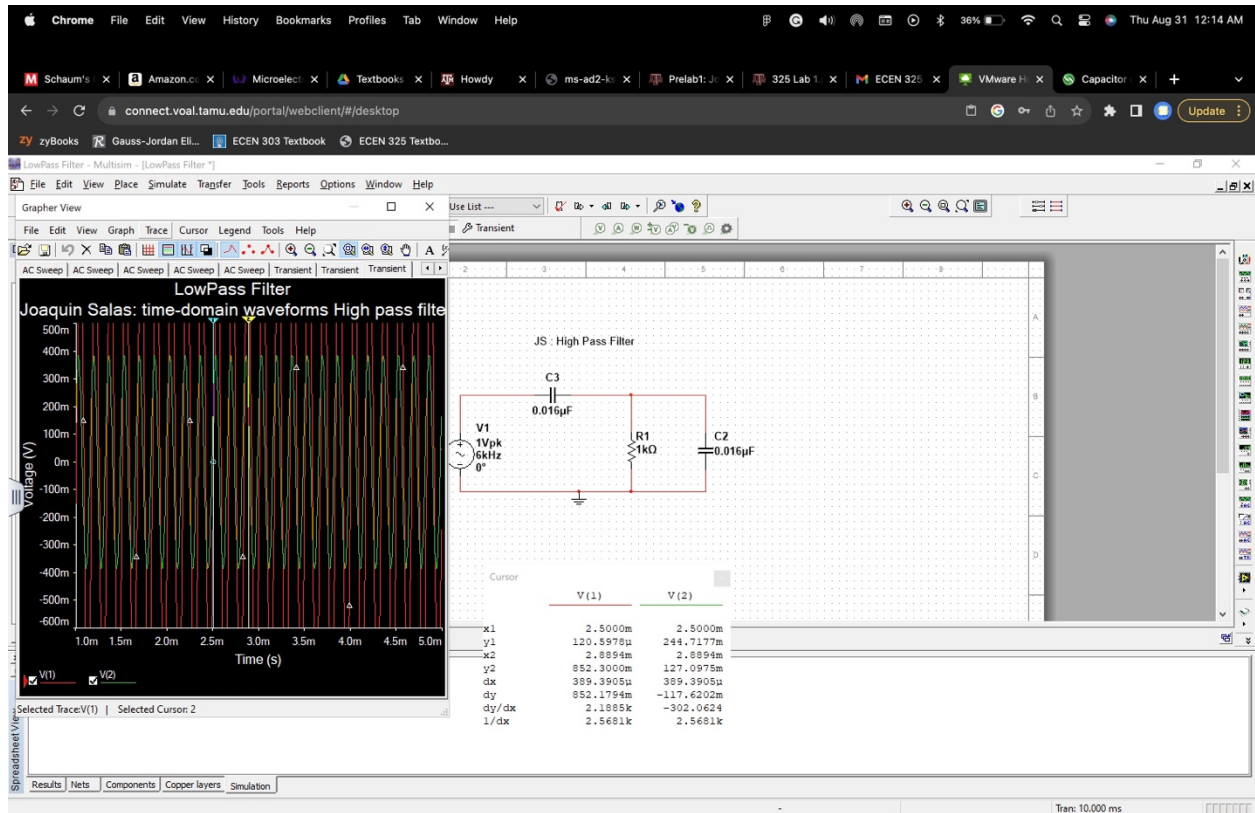 Chrome File Edit View History Bookmarks Profiles Tab Window Help 36% Thu Aug 31 12:14 AM
Schaum's Amazon.co Microelect Textbooks Howdy ms-ad2-ks Prelab1: Jo 325 Lab 1. ECEN 325 VMware H Capacitor
connect.voal.tamu.edu/portal/webclient/#/desktop Update
zyBooks Gauss-Jordan Eli... ECEN 303 Textbook ECEN 325 Textbo...
LowPass Filter - Multisim - [LowPass Filter *]
File Edit View Place Simulate Transfer Tools Reports Options Window Help
Grapher View
Use List ---
File Edit View Graph Trace Cursor Legend Tools Help
Transient
AC Sweep AC Sweep AC Sweep AC Sweep AC Sweep Transient Transient Transient
2 3 4 5 6 7 8
LowPass Filter
Joaquin Salas: time-domain waveforms High pass filte
Voltage (V)
500m
400m
300m
200m
100m
0m
-100m
-200m
-300m
-400m
-500m
-600m
1.0m 1.5m 2.0m 2.5m 3.0m 3.5m 4.0m 4.5m 5.0m
Time (s)
V(1) V(2)
Selected Trace:V(1) | Selected Cursor: 2
A
B
C
D
JS : High Pass Filter
C3
0.016µF
V1
1Vpk
6kHz
0°
R1
1kΩ
C2
0.016µF
Cursor
V(1) V(2)
x1 2.5000m 2.5000m
y1 120.5978µ 244.7177m
x2 2.8894m 2.8894m
y2 852.3000m 127.0975m
dx 389.3905µ 389.3905µ
dy 852.1794m -117.6202m
dy/dx 2.1885k -302.0624
1/dx 2.5681k 2.5681k
Spreadsheet View
Results Nets Components Copper layers Simulation
Tran: 10.000 ms